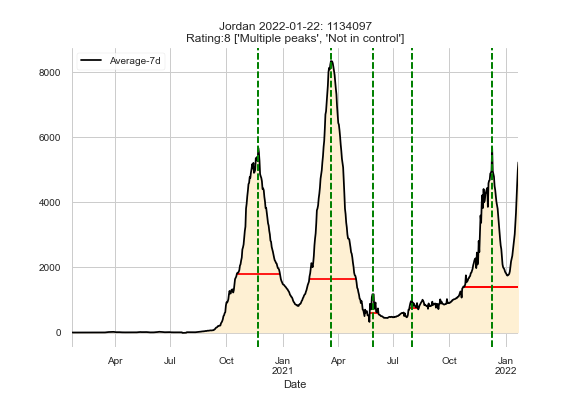 Jordan 2022-01-22: 1134097
Rating:8 ['Multiple peaks', 'Not in control']
Average-7d
8000
6000
4000
2000
0
Apr
Jul
Oct
Jan
2021
Apr
Jul
Oct
Jan
2022
Date